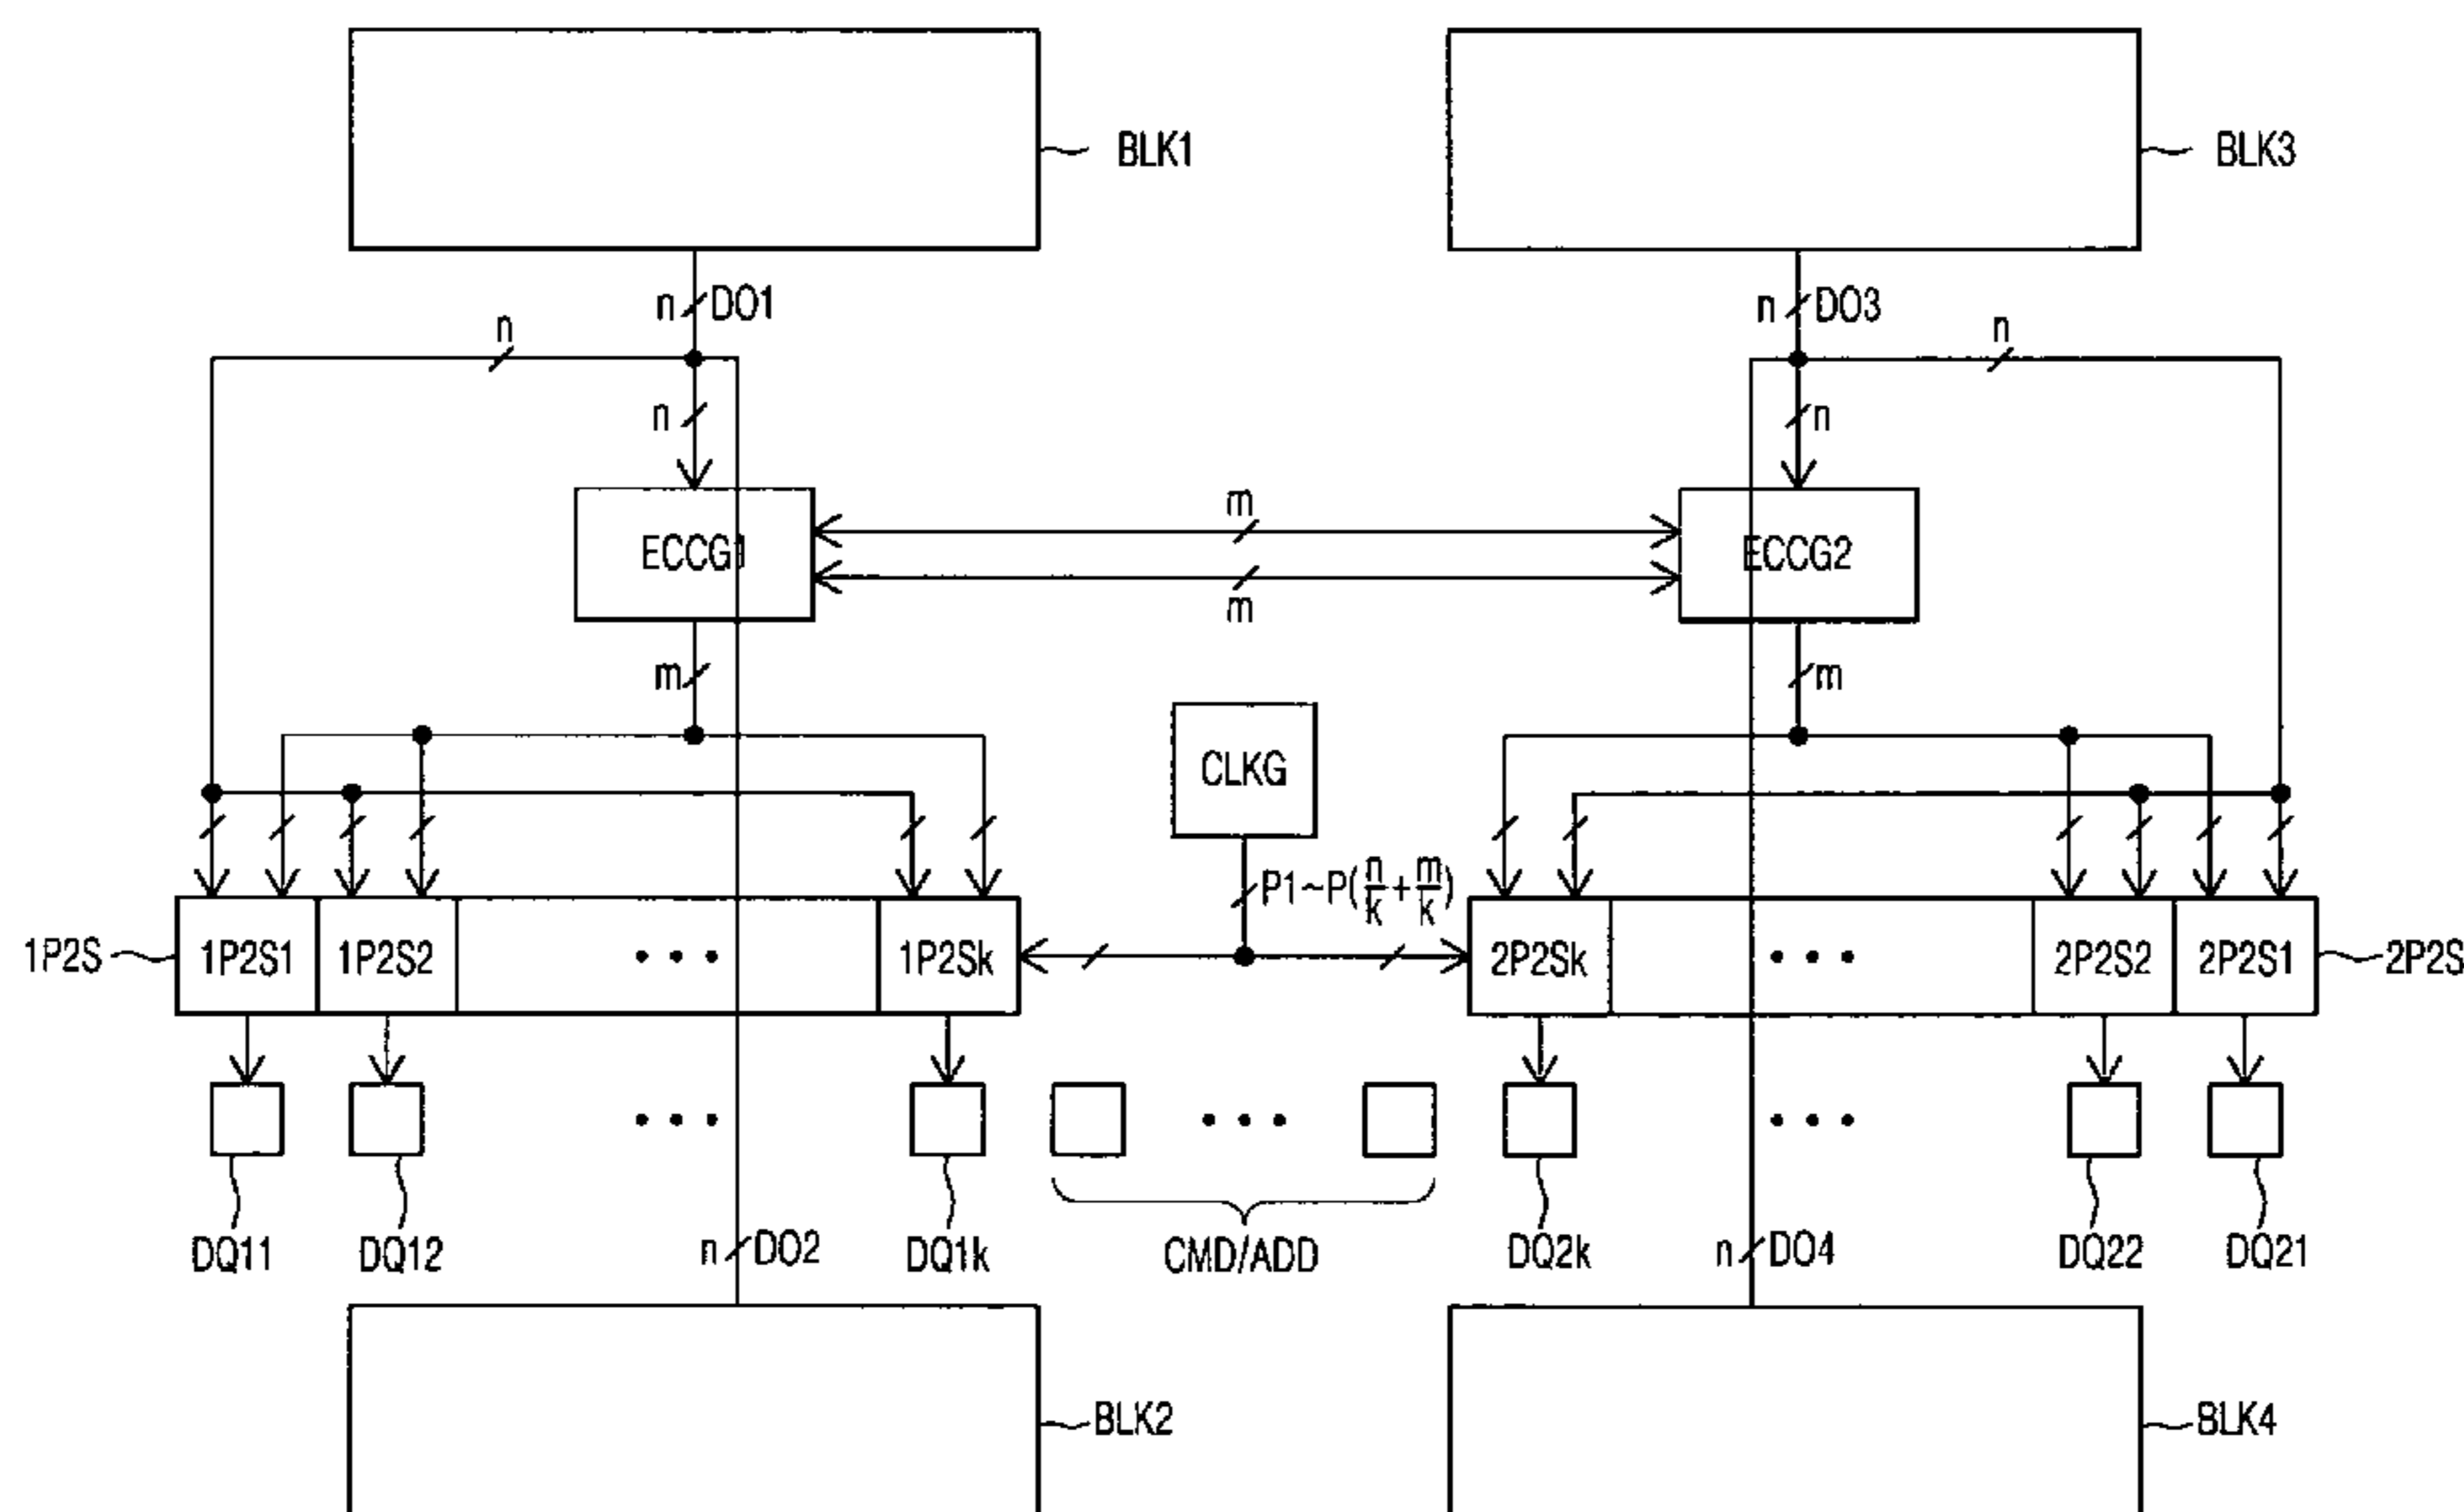 BLK1
BLK3
n DO1
n DO3
n
n
n
n
ECCG1
m
m
ECCG2
m
m
CLKG
P1~P(n/k+m/k)
1P2S
1P2S1
1P2S2
• • •
1P2Sk
2P2Sk
• • •
2P2S2
2P2S1
2P2S
• • •
• • •
• • •
DQ11
DQ12
n DO2
DQ1k
CMD/ADD
DQ2k
n DO4
DQ22
DQ21
BLK2
BLK4